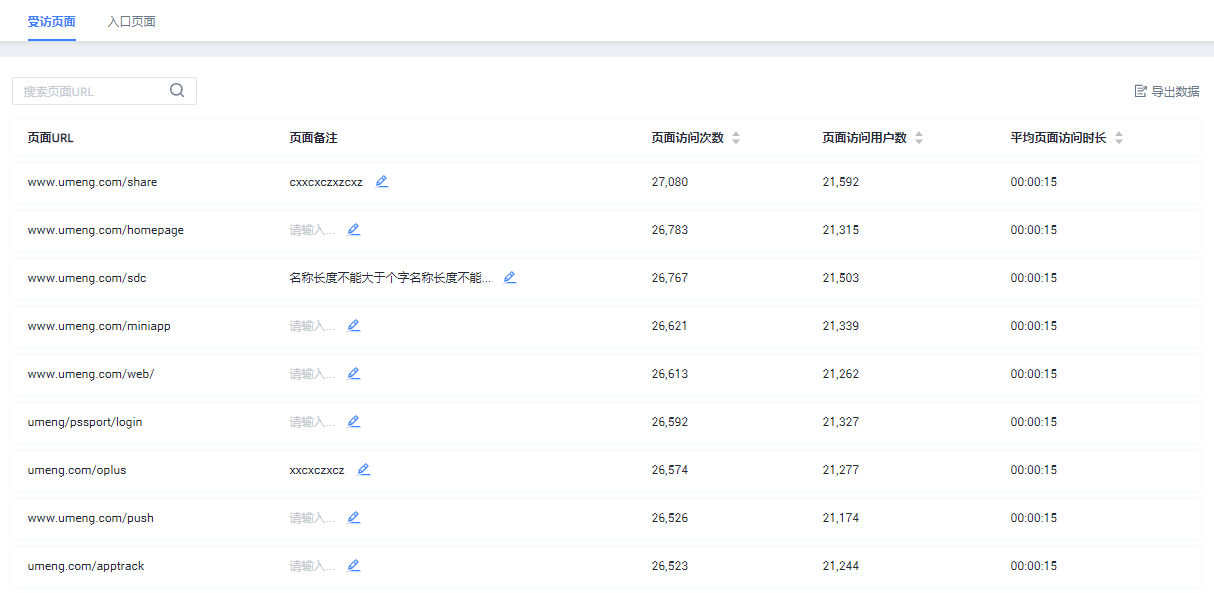 受访页面 入口页面
搜索页面URL 导出数据
页面URL 页面备注 页面访问次数 页面访问用户数 平均页面访问时长
www.umeng.com/share cxxcxczxzcxz 27,080 21,592 00:00:15
www.umeng.com/homepage 请输入... 26,783 21,315 00:00:15
www.umeng.com/sdc 名称长度不能大于个字名称长度不能... 26,767 21,503 00:00:15
www.umeng.com/miniapp 请输入... 26,621 21,339 00:00:15
www.umeng.com/web/ 请输入... 26,613 21,262 00:00:15
umeng/pssport/login 请输入... 26,592 21,327 00:00:15
umeng.com/oplus xxcxczxcz 26,574 21,277 00:00:15
www.umeng.com/push 请输入... 26,526 21,174 00:00:15
umeng.com/apptrack 请输入... 26,523 21,244 00:00:15